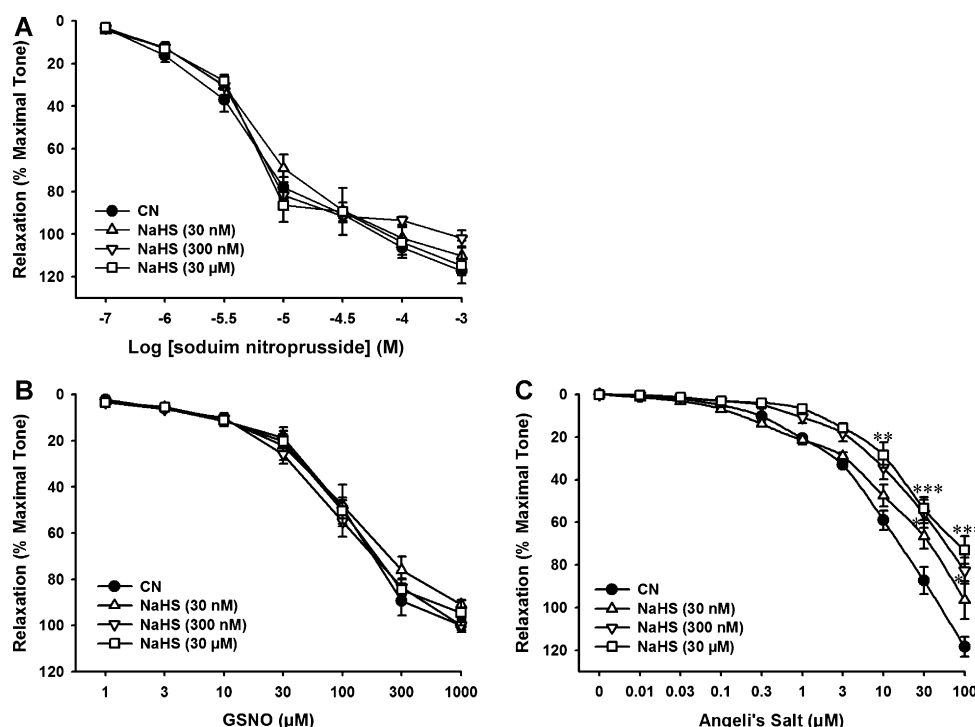 A
0
20
40
60
80
100
120
Relaxation (% Maximal Tone)
CN
NaHS (30 nM)
NaHS (300 nM)
NaHS (30 µM)
-7 -6 -5.5 -5 -4.5 -4 -3
Log [soduim nitroprusside] (M)
B
0
20
40
60
80
100
120
Relaxation (% Maximal Tone)
CN
NaHS (30 nM)
NaHS (300 nM)
NaHS (30 µM)
1 3 10 30 100 300 1000
GSNO (µM)
C
0
20
40
60
80
100
120
Relaxation (% Maximal Tone)
**
***
*
***
*
CN
NaHS (30 nM)
NaHS (300 nM)
NaHS (30 µM)
0 0.01 0.03 0.1 0.3 1 3 10 30 100
Angeli's Salt (µM)